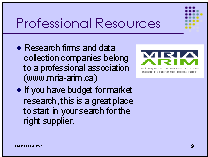 Professional Resources
Research firms and data
collection companies belong
to a professional association
(www.mria-arim.ca)
If you have budget for market
research, this is a great place
to start in your search for the
right supplier.
MRIA
ARIM
9